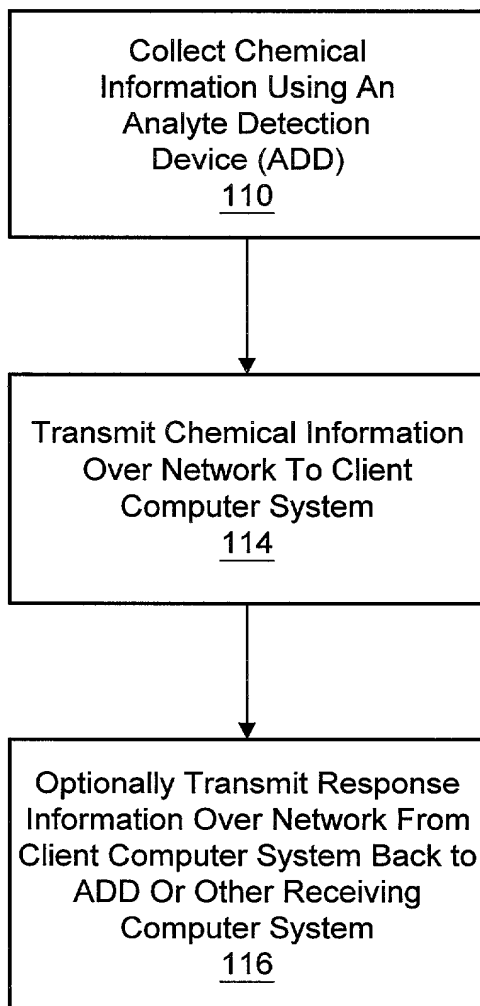 Collect Chemical
Information Using An
Analyte Detection
Device (ADD)
110
Transmit Chemical Information
Over Network To Client
Computer System
114
Optionally Transmit Response
Information Over Network From
Client Computer System Back to
ADD Or Other Receiving
Computer System
116